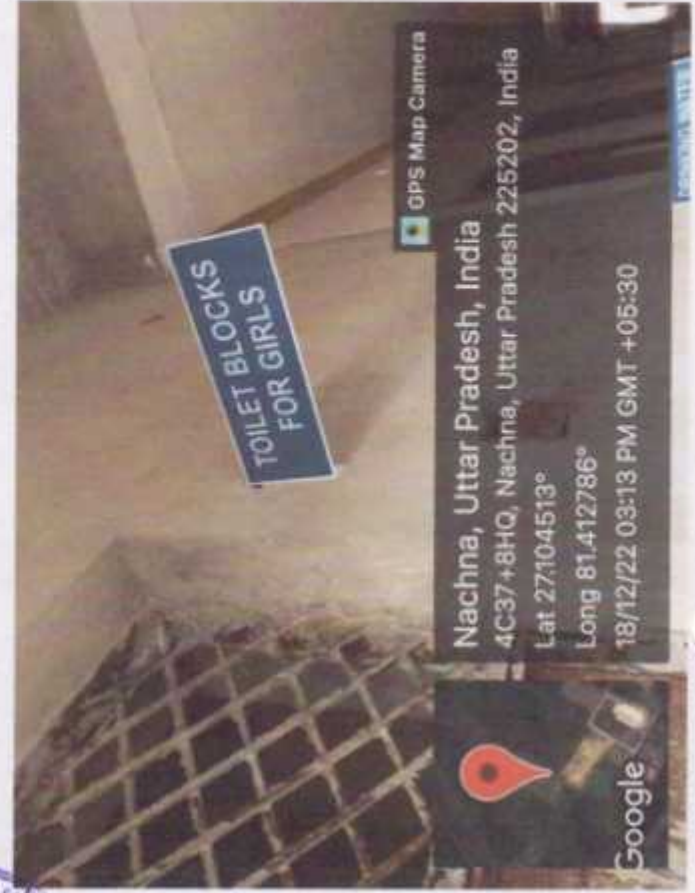 TOILET BLOCKS
FOR GIRLS
GPS Map Camera
Nachna, Uttar Pradesh, India
4C37+8HQ, Nachna, Uttar Pradesh 225202, India
Lat 27.104513°
Long 81.412786°
18/12/22 03:13 PM GMT +05:30
Google